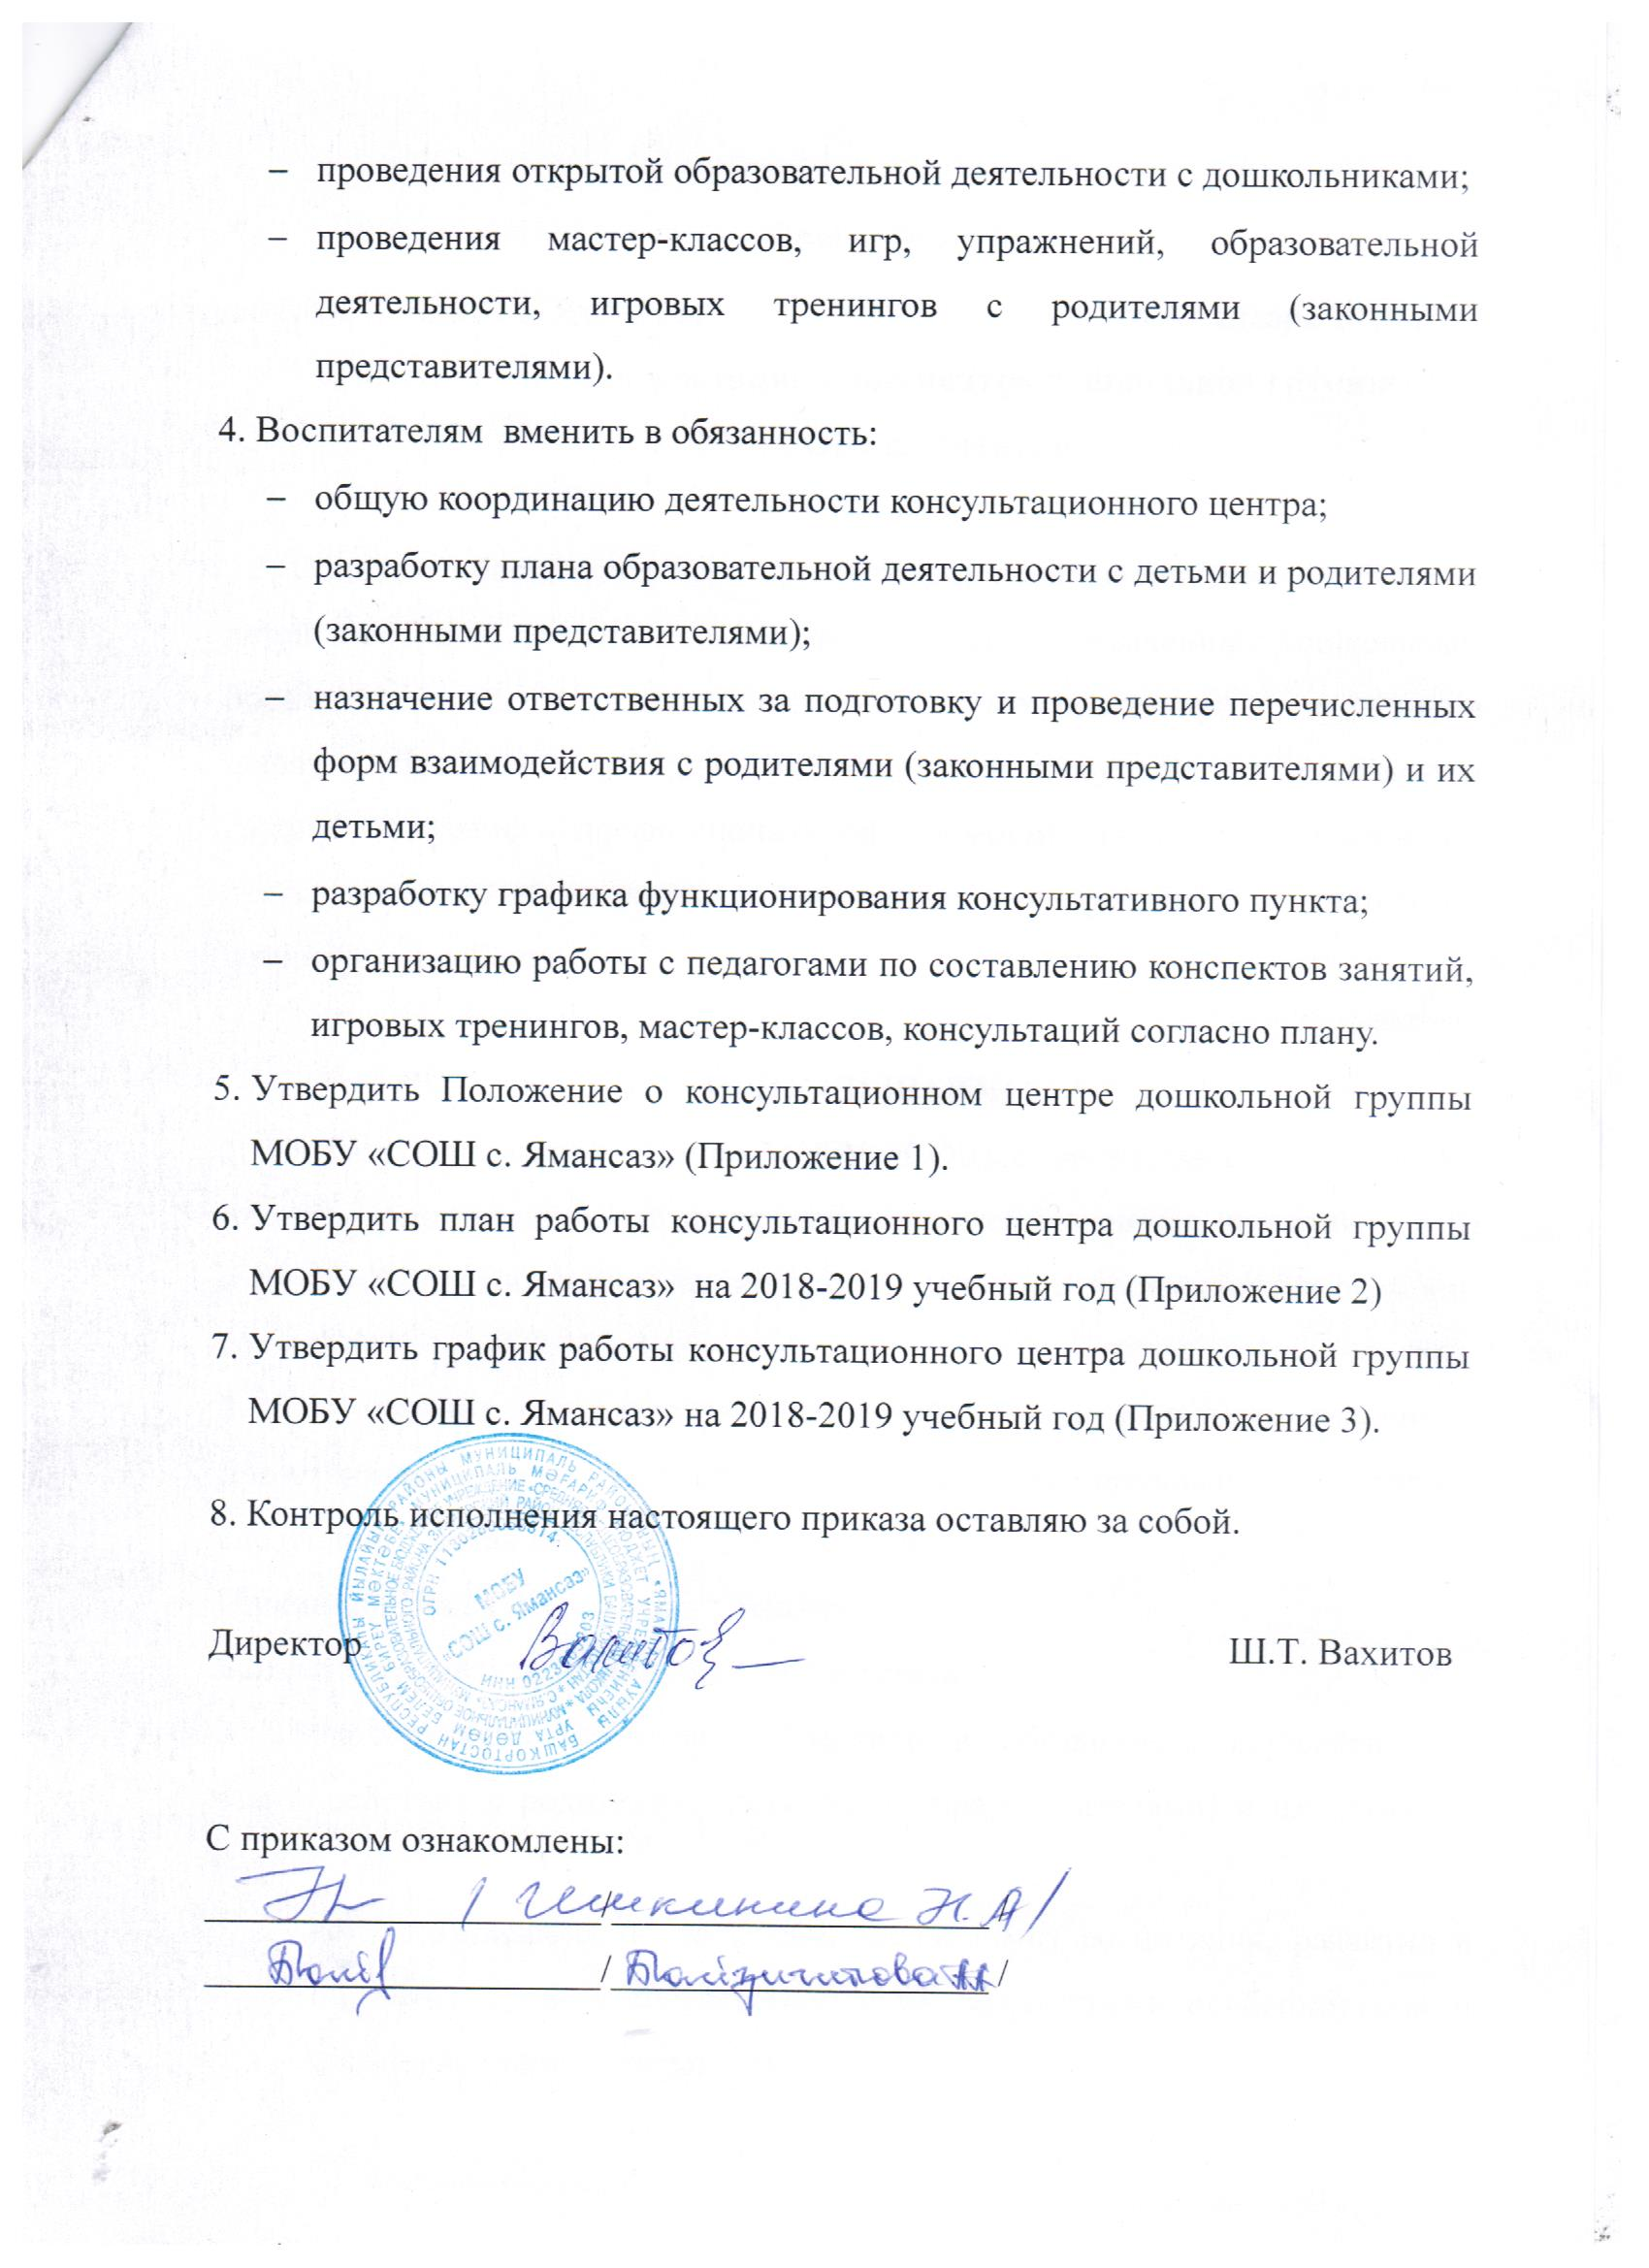 – проведения открытой образовательной деятельности с дошкольниками;
– проведения мастер-классов, игр, упражнений, образовательной
деятельности, игровых тренингов с родителями (законными
представителями).
4. Воспитателям вменить в обязанность:
– общую координацию деятельности консультационного центра;
– разработку плана образовательной деятельности с детьми и родителями
(законными представителями);
– назначение ответственных за подготовку и проведение перечисленных
форм взаимодействия с родителями (законными представителями) и их
детьми;
– разработку графика функционирования консультативного пункта;
– организацию работы с педагогами по составлению конспектов занятий,
игровых тренингов, мастер-классов, консультаций согласно плану.
5. Утвердить Положение о консультационном центре дошкольной группы
МОБУ «СОШ с. Ямансаз» (Приложение 1).
6. Утвердить план работы консультационного центра дошкольной группы
МОБУ «СОШ с. Ямансаз» на 2018-2019 учебный год (Приложение 2)
7. Утвердить график работы консультационного центра дошкольной группы
МОБУ «СОШ с. Ямансаз» на 2018-2019 учебный год (Приложение 3).
8. Контроль исполнения настоящего приказа оставляю за собой.
МОБУ
«СОШ с. Ямансаз»
Директор Ш.Т. Вахитов
С приказом ознакомлены: